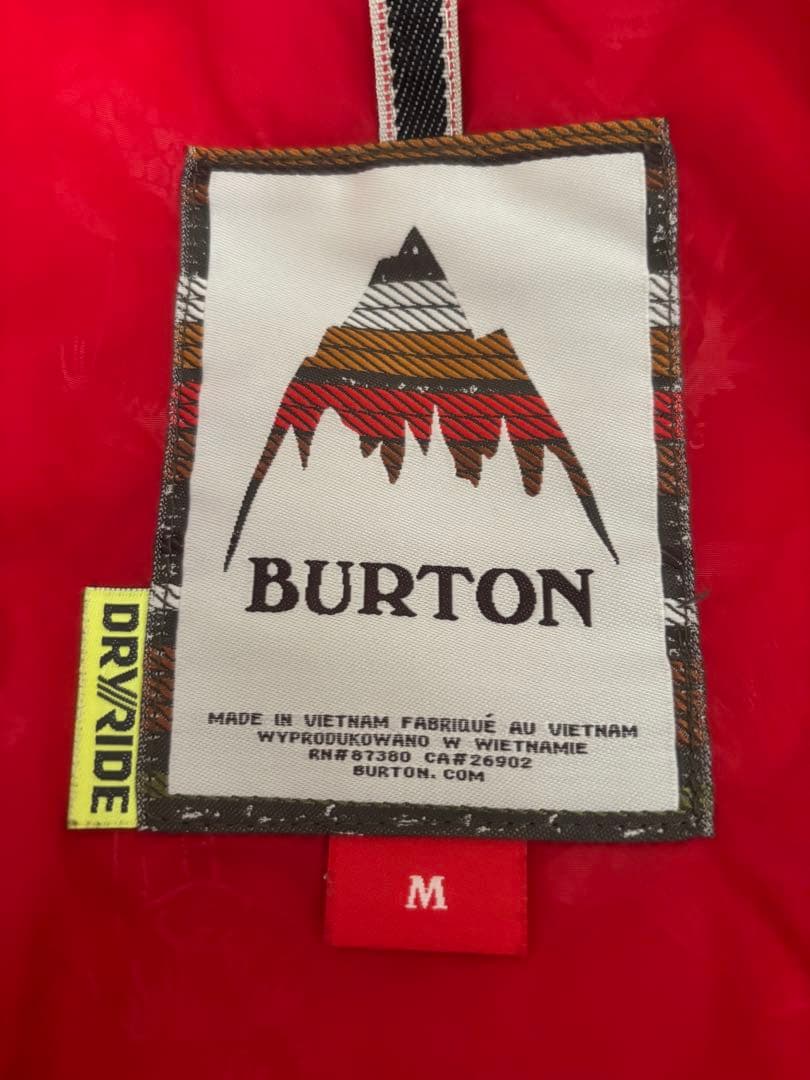 BURTON
DRY//RIDE
MADE IN VIETNAM FABRIQUÉ AU VIETNAM
WYPRODUKOWANO W WIETNAMIE
RN#87380 CA#26902
BURTON.COM
M